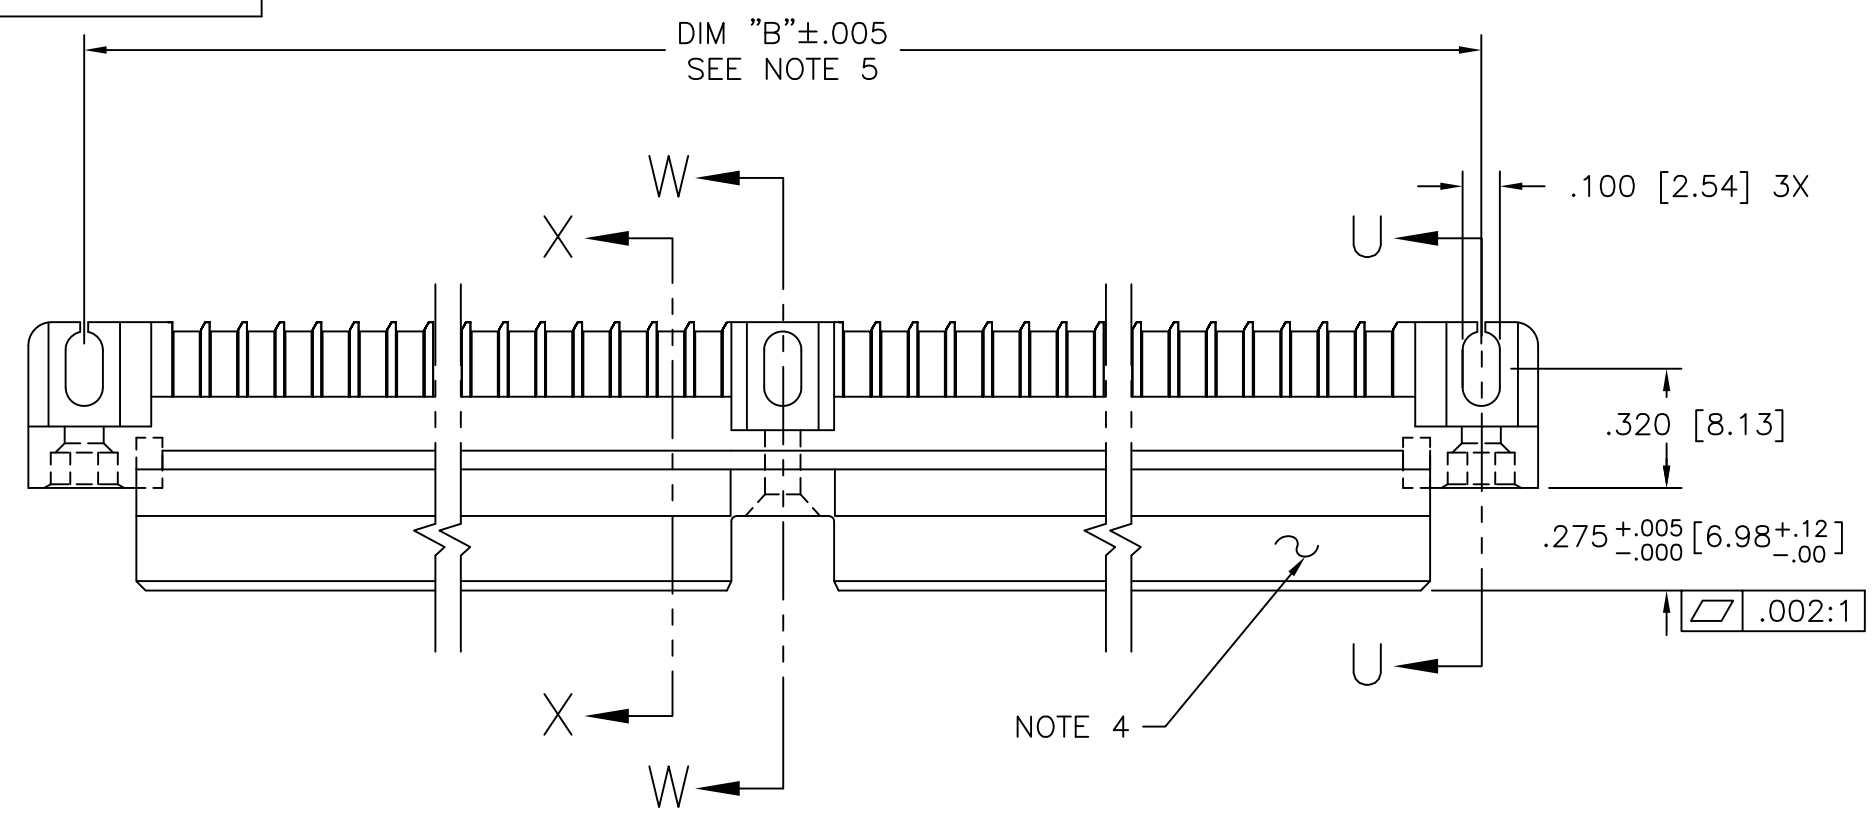 DIM "B"±.005
SEE NOTE 5
W
X
U
.100 [2.54] 3X
.320 [8.13]
.275 +.005 -.000 [6.98 +.12 -.00]
.002:1
U
X
NOTE 4
W